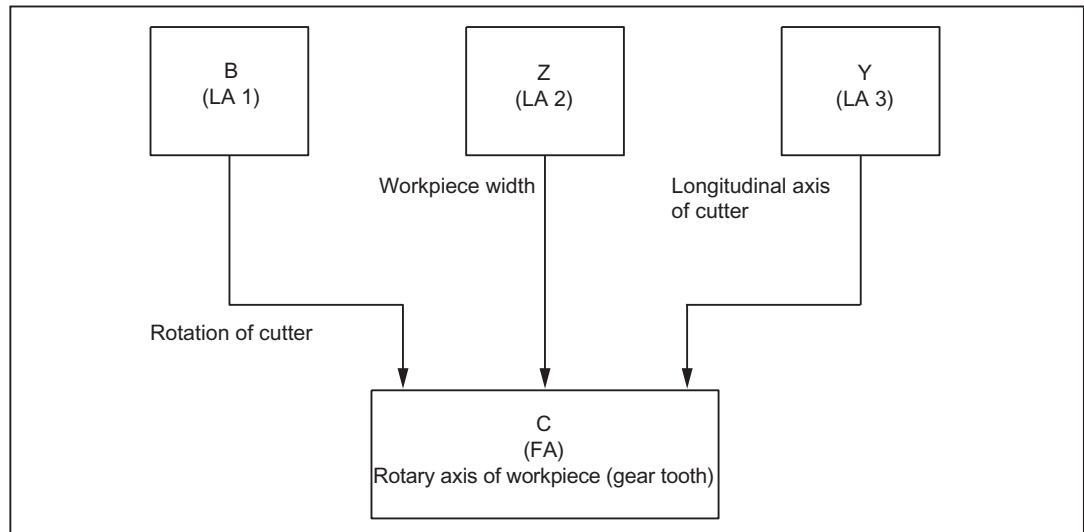 B
(LA 1)
Z
(LA 2)
Y
(LA 3)
Workpiece width
Longitudinal axis
of cutter
Rotation of cutter
C
(FA)
Rotary axis of workpiece (gear tooth)